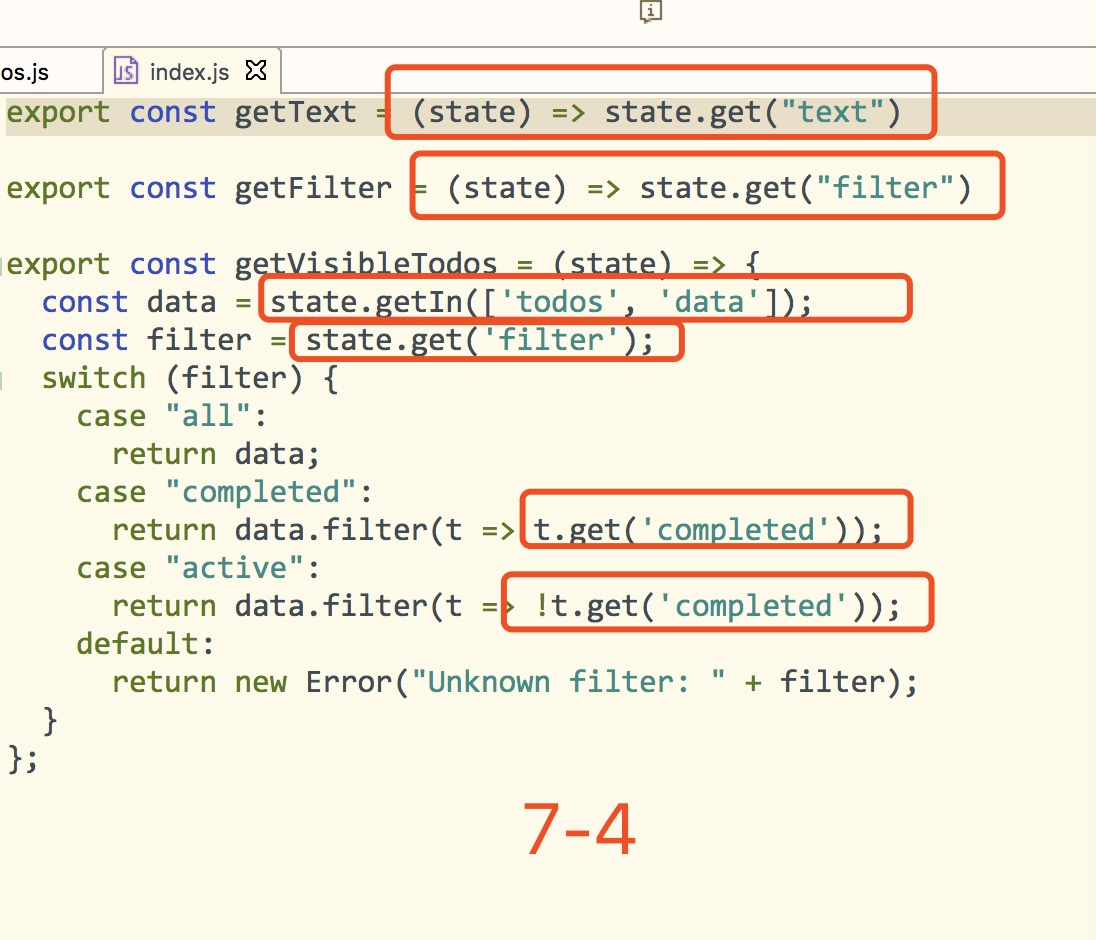 os.js
index.js
export const getText = (state) => state.get("text")
export const getFilter = (state) => state.get("filter")
export const getVisibleTodos = (state) => {
  const data = state.getIn(['todos', 'data']);
  const filter = state.get('filter');
  switch (filter) {
    case "all":
      return data;
    case "completed":
      return data.filter(t => t.get('completed'));
    case "active":
      return data.filter(t => !t.get('completed'));
    default:
      return new Error("Unknown filter: " + filter);
  }
};
7-4